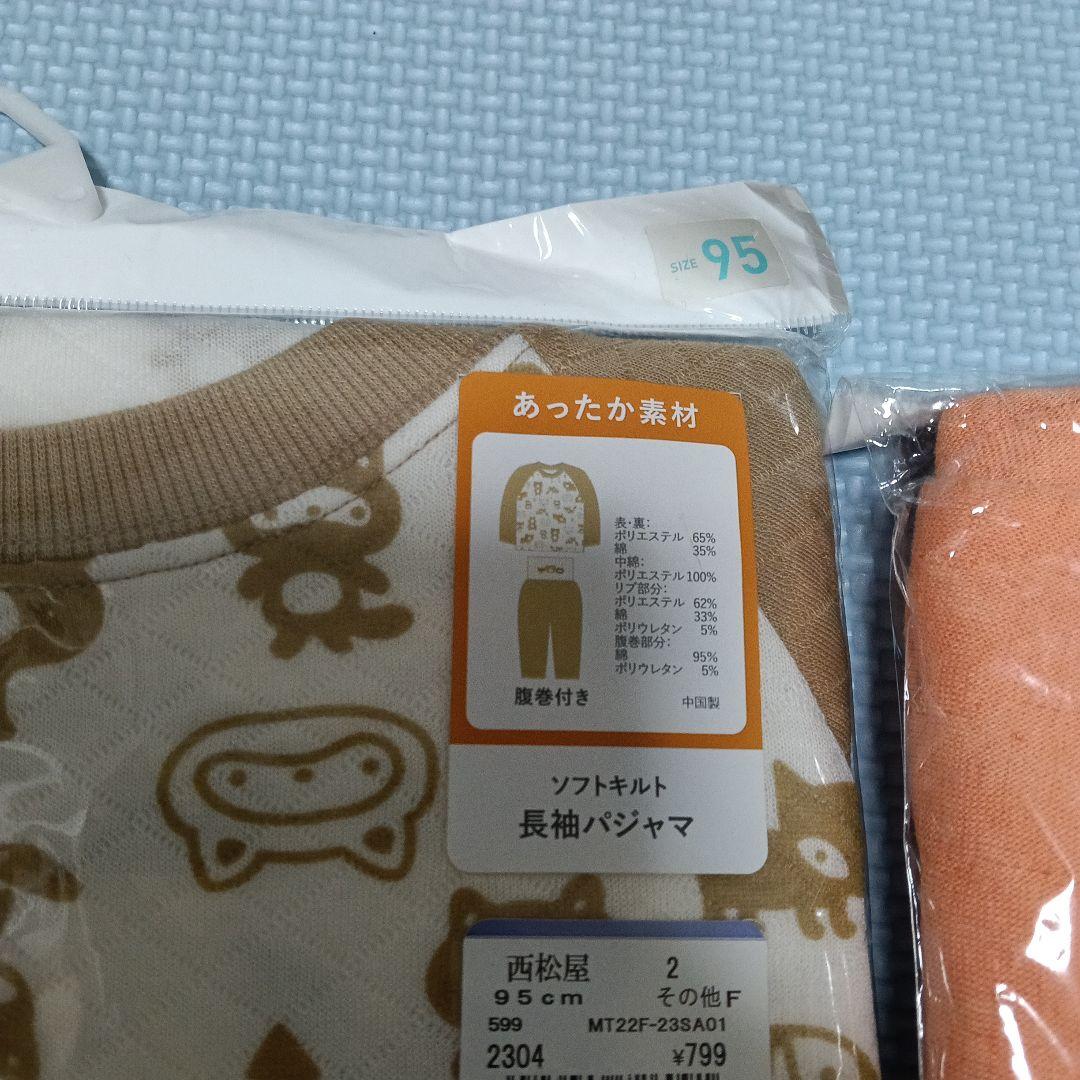 SIZE 95
あったか素材
表・裏:
ポリエステル 65%
綿 35%
中綿:
ポリエステル 100%
リブ部分:
ポリエステル 62%
綿 33%
ポリウレタン 5%
腹巻部分:
綿 95%
ポリウレタン 5%
腹巻付き
中国製
ソフトキルト
長袖パジャマ
西松屋 2
95cm その他F
599 MT22F-23SA01
2304 ¥799